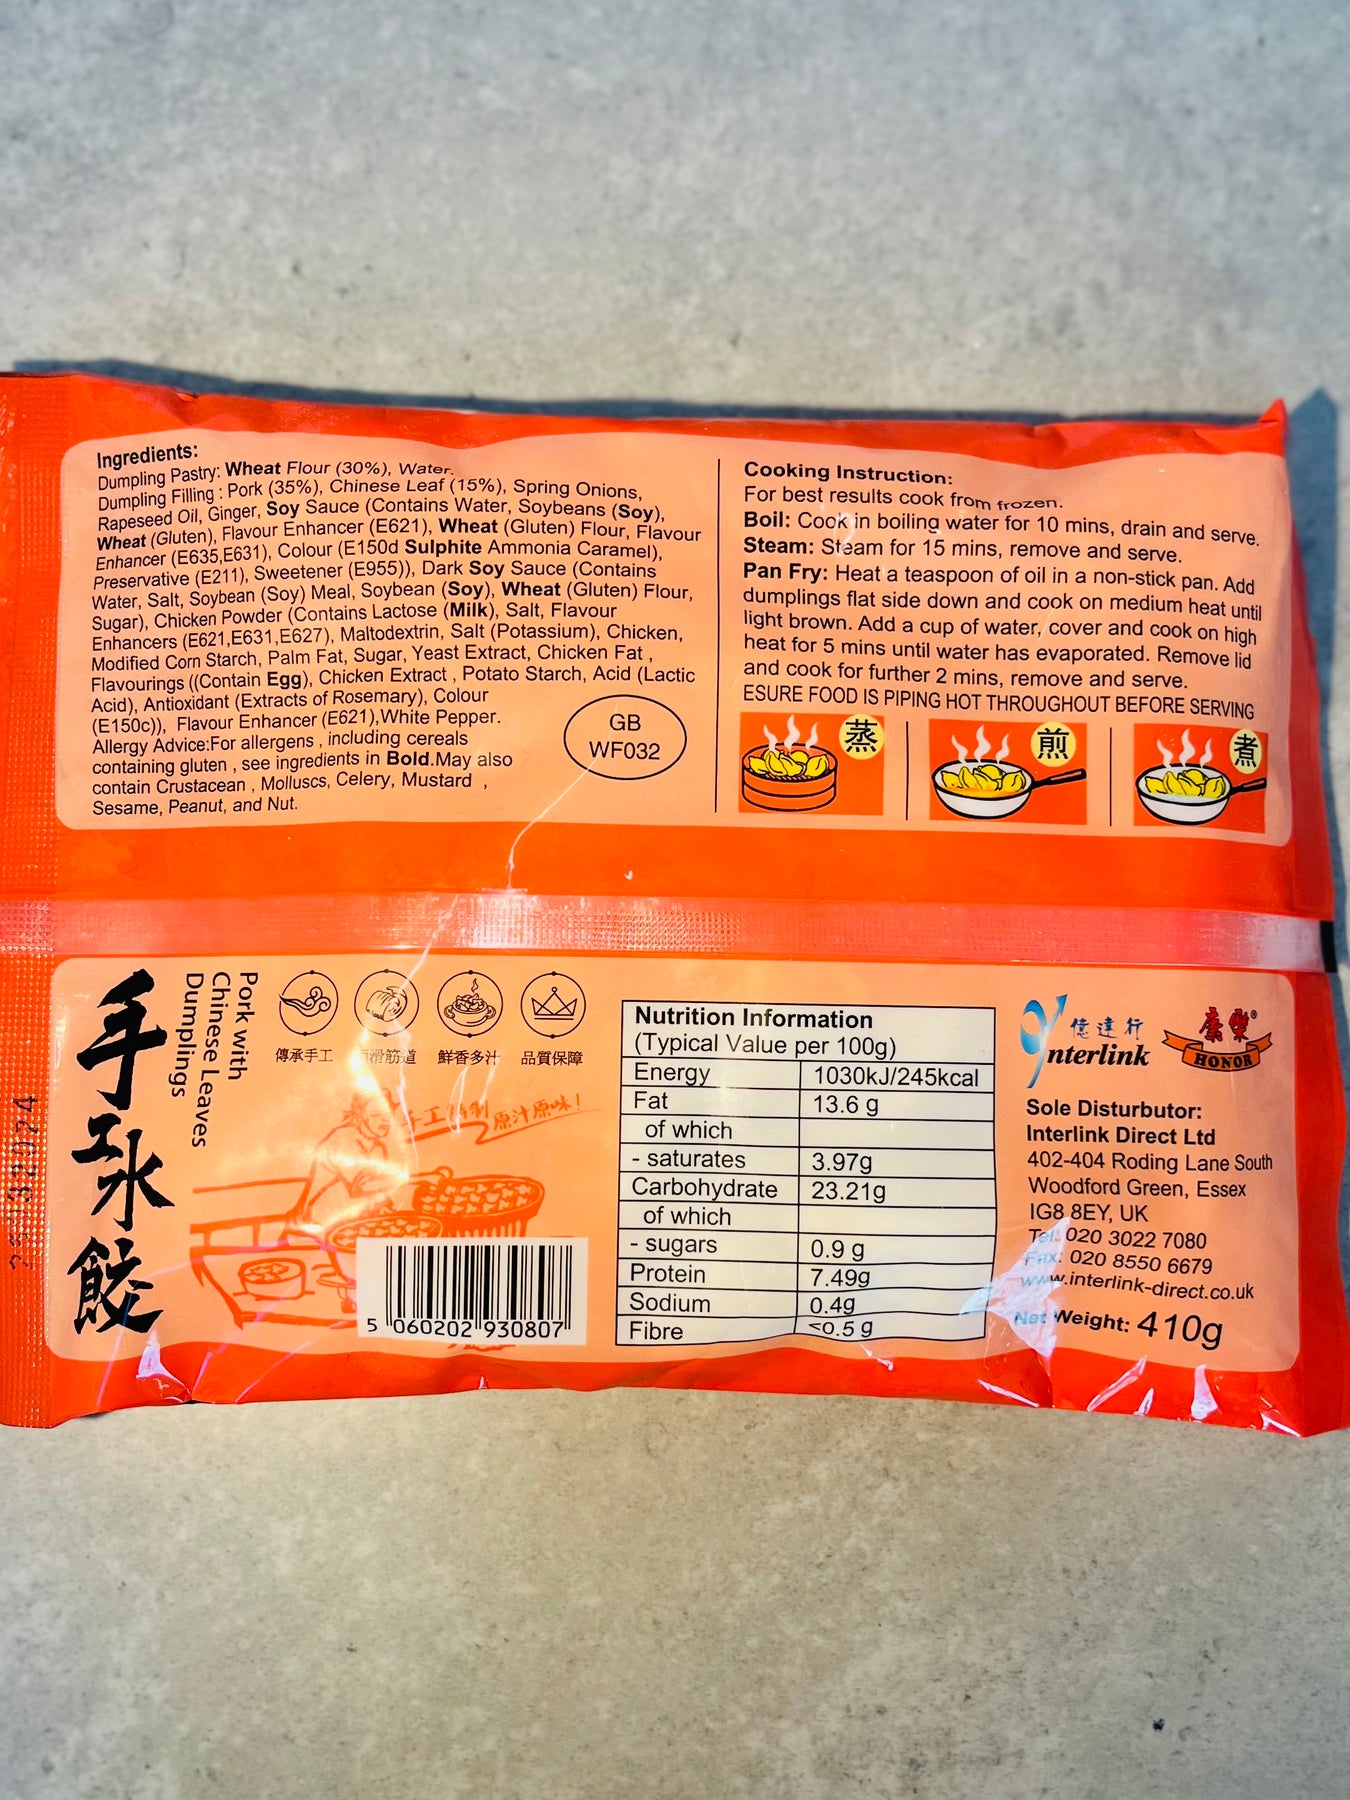 Ingredients:
Dumpling Pastry: Wheat Flour (30%), Water.
Dumpling Filling : Pork (35%), Chinese Leaf (15%), Spring Onions,
Rapeseed Oil, Ginger, Soy Sauce (Contains Water, Soybeans (Soy),
Wheat (Gluten), Flavour Enhancer (E621), Wheat (Gluten) Flour, Flavour
Enhancer (E635,E631), Colour (E150d Sulphite Ammonia Caramel),
Preservative (E211), Sweetener (E955)), Dark Soy Sauce (Contains
Water, Salt, Soybean (Soy) Meal, Soybean (Soy), Wheat (Gluten) Flour,
Sugar), Chicken Powder (Contains Lactose (Milk), Salt, Flavour
Enhancers (E621,E631,E627), Maltodextrin, Salt (Potassium), Chicken,
Modified Corn Starch, Palm Fat, Sugar, Yeast Extract, Chicken Fat ,
Flavourings ((Contain Egg), Chicken Extract , Potato Starch, Acid (Lactic
Acid), Antioxidant (Extracts of Rosemary), Colour
(E150c)), Flavour Enhancer (E621),White Pepper.
Allergy Advice:For allergens , including cereals
containing gluten , see ingredients in Bold.May also
contain Crustacean , Molluscs, Celery, Mustard ,
Sesame, Peanut, and Nut.
GB
WF032
Cooking Instruction:
For best results cook from frozen.
Boil: Cook in boiling water for 10 mins, drain and serve.
Steam: Steam for 15 mins, remove and serve.
Pan Fry: Heat a teaspoon of oil in a non-stick pan. Add
dumplings flat side down and cook on medium heat until
light brown. Add a cup of water, cover and cook on high
heat for 5 mins until water has evaporated. Remove lid
and cook for further 2 mins, remove and serve.
ESURE FOOD IS PIPING HOT THROUGHOUT BEFORE SERVING
蒸
煎
煮
手工水餃
Pork with
Chinese Leaves
Dumplings
傳承手工
滑筋道
鮮香多汁
品質保障
原汁原味!
5 060202 930807
Nutrition Information
(Typical Value per 100g)
Energy 1030kJ/245kcal
Fat 13.6 g
of which
- saturates 3.97g
Carbohydrate 23.21g
of which
- sugars 0.9 g
Protein 7.49g
Sodium 0.4g
Fibre <0.5 g
億達行
Interlink
康樂®
HONOR
Sole Disturbutor:
Interlink Direct Ltd
402-404 Roding Lane South
Woodford Green, Essex
IG8 8EY, UK
Tel: 020 3022 7080
Fax: 020 8550 6679
www.interlink-direct.co.uk
Net Weight: 410g